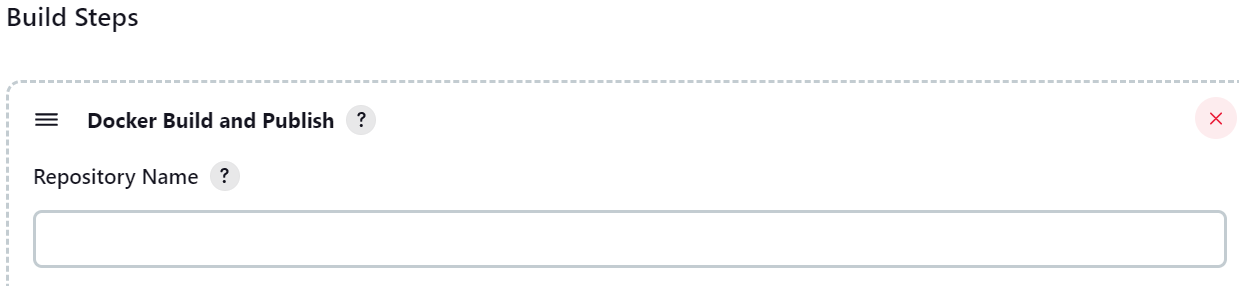 Build Steps
Docker Build and Publish ?
Repository Name ?